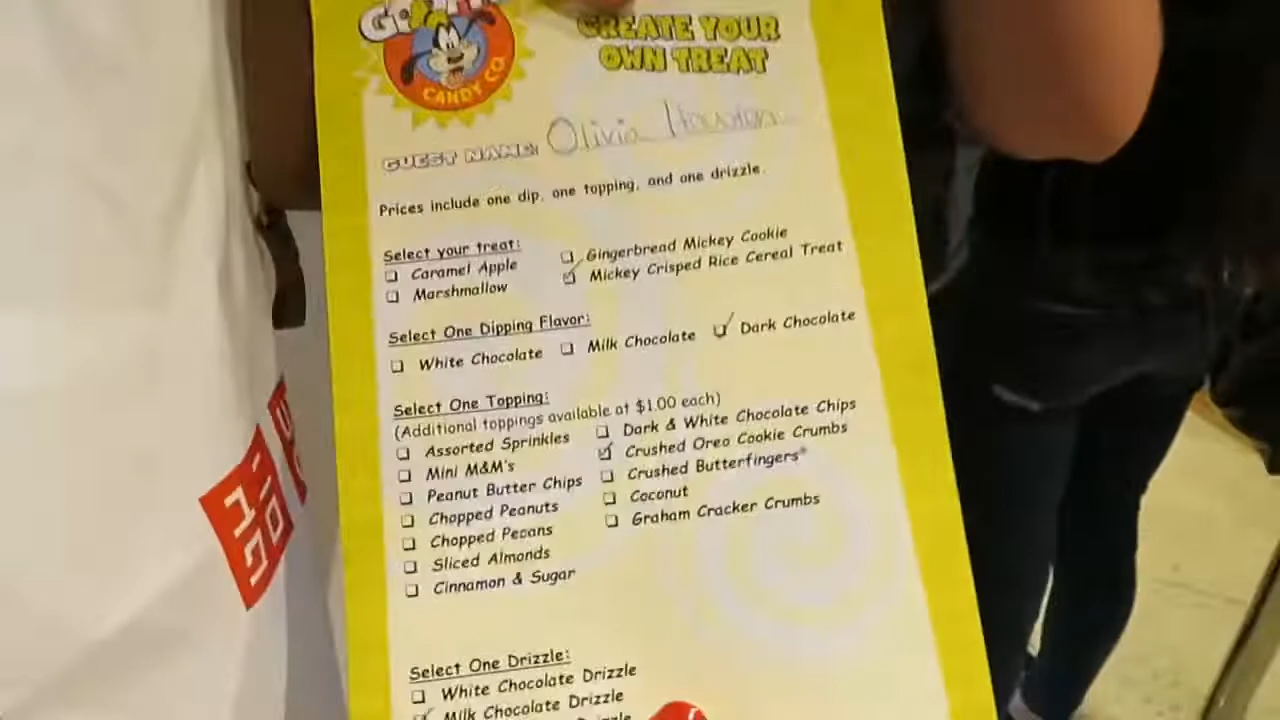 CANDY CO.
CREATE YOUR
OWN TREAT
GUEST NAME: Olivia
Prices include one dip, one topping, and one drizzle.
Select your treat:
❏ Caramel Apple
❏ Marshmallow
❏ Gingerbread Mickey Cookie
☑ Mickey Crisped Rice Cereal Treat
Select One Dipping Flavor:
❏ White Chocolate ❏ Milk Chocolate ☑ Dark Chocolate
Select One Topping:
(Additional toppings available at $1.00 each)
❏ Assorted Sprinkles
❏ Mini M&M's
❏ Peanut Butter Chips
❏ Chopped Peanuts
❏ Chopped Pecans
❏ Sliced Almonds
❏ Cinnamon & Sugar
❏ Dark & White Chocolate Chips
☑ Crushed Oreo Cookie Crumbs
❏ Crushed Butterfingers®
❏ Coconut
❏ Graham Cracker Crumbs
Select One Drizzle:
❏ White Chocolate Drizzle
☑ Milk Chocolate Drizzle
Drizzle